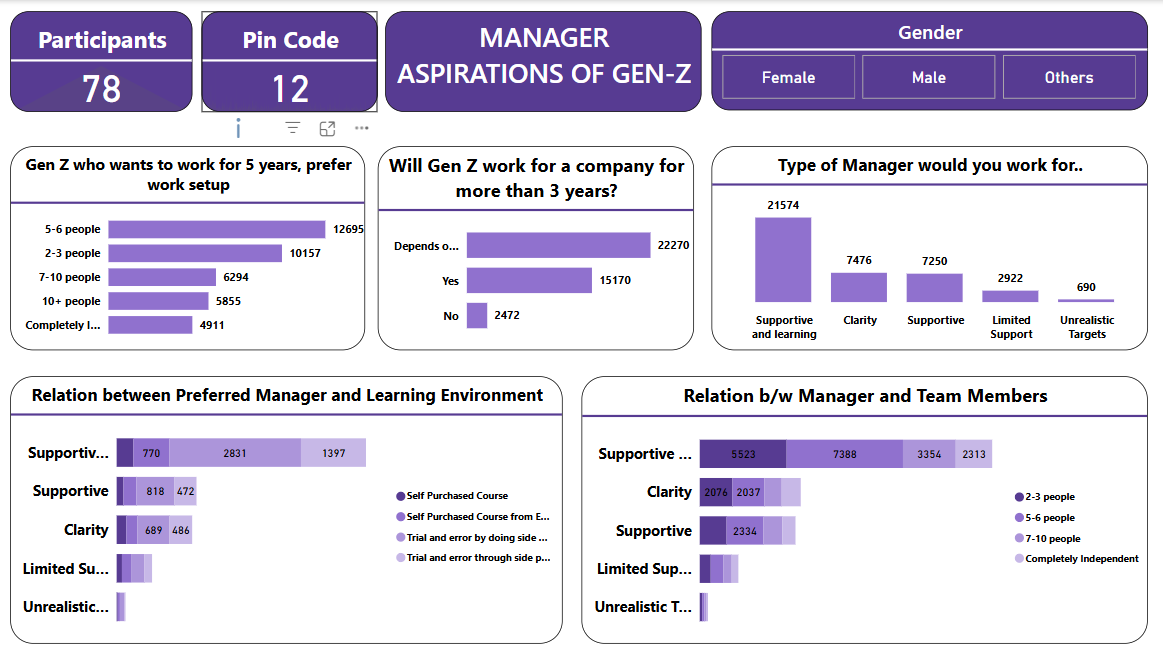 Participants
78
Pin Code
12
MANAGER
ASPIRATIONS OF GEN-Z
Gender
Female
Male
Others
Gen Z who wants to work for 5 years, prefer
work setup
5-6 people 12695
2-3 people 10157
7-10 people 6294
10+ people 5855
Completely I... 4911
Will Gen Z work for a company for
more than 3 years?
Depends o... 22270
Yes 15170
No 2472
Type of Manager would you work for..
21574
7476
7250
2922
690
Supportive
and learning
Clarity
Supportive
Limited
Support
Unrealistic
Targets
Relation between Preferred Manager and Learning Environment
Supportiv... 770 2831 1397
Supportive 818 472
Clarity 689 486
Limited Su...
Unrealistic...
Self Purchased Course
Self Purchased Course from E...
Trial and error by doing side ...
Trial and error through side p...
Relation b/w Manager and Team Members
Supportive ... 5523 7388 3354 2313
Clarity 2076 2037
Supportive 2334
Limited Sup...
Unrealistic T...
2-3 people
5-6 people
7-10 people
Completely Independent